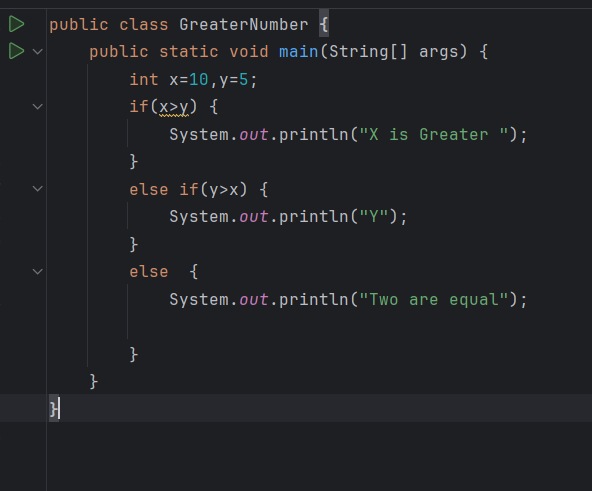 public class GreaterNumber {
    public static void main(String[] args) {
        int x=10,y=5;
        if(x>y) {
            System.out.println("X is Greater ");
        }
        else if(y>x) {
            System.out.println("Y");
        }
        else  {
            System.out.println("Two are equal");
        }
    }
}